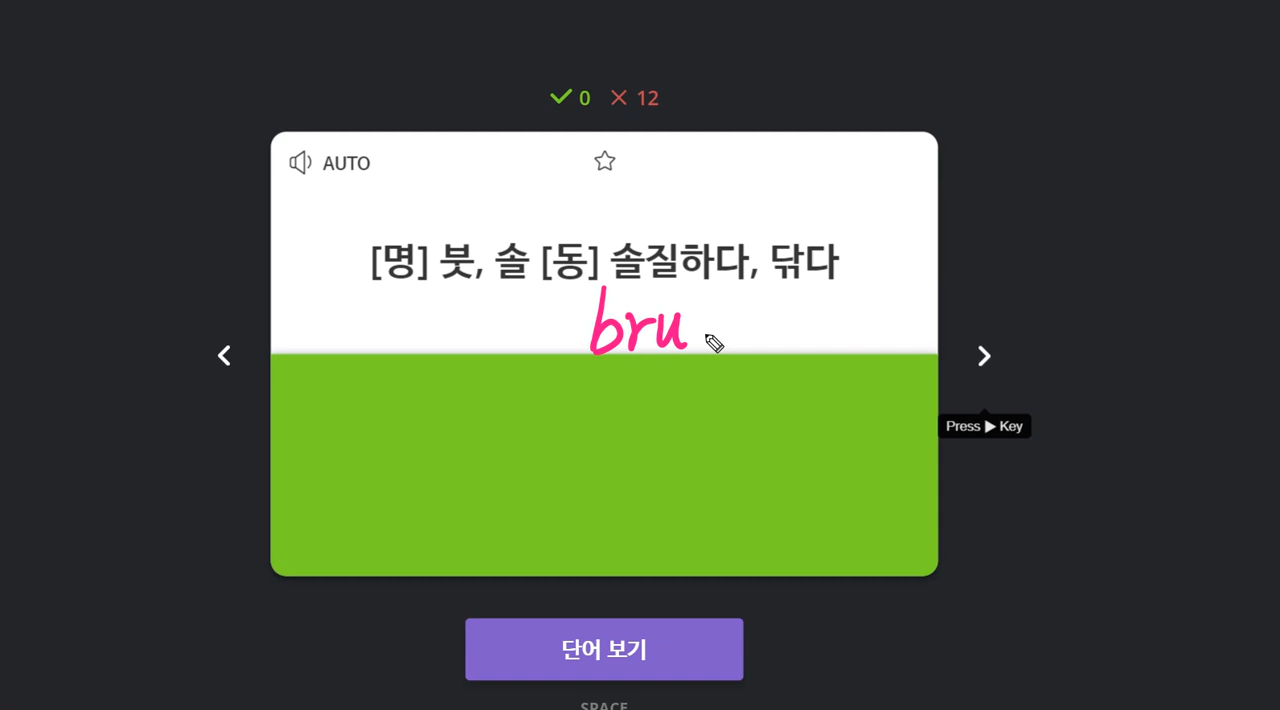 0 12
AUTO
[명] 붓, 솔 [동] 솔질하다, 닦다
bru
Press ▶ Key
단어 보기
SPACE